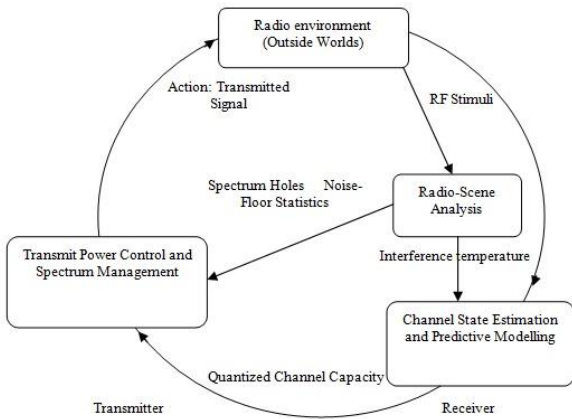 Radio environment
(Outside Worlds)
Action: Transmitted
Signal
RF Stimuli
Spectrum Holes Noise-
Floor Statistics
Radio-Scene
Analysis
Transmit Power Control and
Spectrum Management
Interference temperature
Channel State Estimation
and Predictive Modelling
Quantized Channel Capacity
Transmitter
Receiver